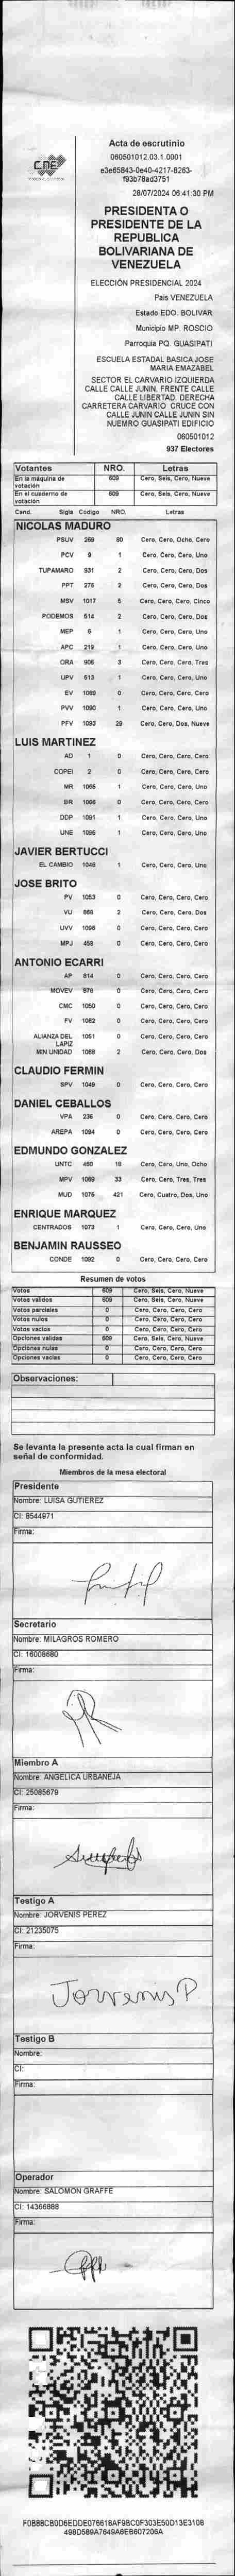 CNE
Acta de escrutinio
060501012.03.1.0001
e3e65843-0e40-4217-8263-
f93b78ad3751
28/07/2024 06:41:30 PM
PRESIDENTA O
PRESIDENTE DE LA
REPUBLICA
BOLIVARIANA DE
VENEZUELA
ELECCIÓN PRESIDENCIAL 2024
País VENEZUELA
Estado EDO. BOLIVAR
Municipio MP. ROSCIO
Parroquia PQ. GUASIPATI
ESCUELA ESTADAL BASICA JOSE
MARIA EMAZABEL
SECTOR EL CARVARIO IZQUIERDA
CALLE CALLE JUNIN. FRENTE CALLE
CALLE LIBERTAD. DERECHA
CARRETERA CARVARIO CRUCE CON
CALLE JUNIN CALLE JUNIN SIN
NUEMRO GUASIPATI EDIFICIO
060501012
937 Electores
Votantes NRO. Letras
En la máquina de votación 609 Cero, Seis, Cero, Nueve
En el cuaderno de votación 609 Cero, Seis, Cero, Nueve
Cand. Sigla Codigo NRO. Letras
NICOLAS MADURO
PSUV 269 80 Cero, Cero, Ocho, Cero
PCV 9 1 Cero, Cero, Cero, Uno
TUPAMARO 931 2 Cero, Cero, Cero, Dos
PPT 276 2 Cero, Cero, Cero, Dos
MSV 1017 5 Cero, Cero, Cero, Cinco
PODEMOS 514 2 Cero, Cero, Cero, Dos
MEP 6 1 Cero, Cero, Cero, Uno
APC 219 1 Cero, Cero, Cero, Uno
ORA 906 3 Cero, Cero, Cero, Tres
UPV 613 1 Cero, Cero, Cero, Uno
EV 1089 0 Cero, Cero, Cero, Cero
PVV 1090 1 Cero, Cero, Cero, Uno
PFV 1093 29 Cero, Cero, Dos, Nueve
LUIS MARTINEZ
AD 1 0 Cero, Cero, Cero, Cero
COPEI 2 0 Cero, Cero, Cero, Cero
MR 1065 1 Cero, Cero, Cero, Uno
BR 1066 0 Cero, Cero, Cero, Cero
DDP 1091 1 Cero, Cero, Cero, Uno
UNE 1095 1 Cero, Cero, Cero, Uno
JAVIER BERTUCCI
EL CAMBIO 1046 1 Cero, Cero, Cero, Uno
JOSE BRITO
PV 1053 0 Cero, Cero, Cero, Cero
VU 868 2 Cero, Cero, Cero, Dos
UVV 1096 0 Cero, Cero, Cero, Cero
MPJ 458 0 Cero, Cero, Cero, Cero
ANTONIO ECARRI
AP 814 0 Cero, Cero, Cero, Cero
MOVEV 878 0 Cero, Cero, Cero, Cero
CMC 1050 0 Cero, Cero, Cero, Cero
FV 1062 0 Cero, Cero, Cero, Cero
ALIANZA DEL LAPIZ 1051 0 Cero, Cero, Cero, Cero
MIN UNIDAD 1088 2 Cero, Cero, Cero, Dos
CLAUDIO FERMIN
SPV 1049 0 Cero, Cero, Cero, Cero
DANIEL CEBALLOS
VPA 236 0 Cero, Cero, Cero, Cero
AREPA 1094 0 Cero, Cero, Cero, Cero
EDMUNDO GONZALEZ
UNTC 460 18 Cero, Cero, Uno, Ocho
MPV 1069 33 Cero, Cero, Tres, Tres
MUD 1075 421 Cero, Cuatro, Dos, Uno
ENRIQUE MARQUEZ
CENTRADOS 1073 1 Cero, Cero, Cero, Uno
BENJAMIN RAUSSEO
CONDE 1092 0 Cero, Cero, Cero, Cero
Resumen de votos
Votos 609 Cero, Seis, Cero, Nueve
Votos validos 609 Cero, Seis, Cero, Nueve
Votos parciales 0 Cero, Cero, Cero, Cero
Votos nulos 0 Cero, Cero, Cero, Cero
Votos vacios 0 Cero, Cero, Cero, Cero
Opciones validas 609 Cero, Seis, Cero, Nueve
Opciones nulas 0 Cero, Cero, Cero, Cero
Opciones vacias 0 Cero, Cero, Cero, Cero
Observaciones:
Se levanta la presente acta la cual firman en
señal de conformidad.
Miembros de la mesa electoral
Presidente
Nombre: LUISA GUTIEREZ
CI: 8544971
Firma:
Secretario
Nombre: MILAGROS ROMERO
CI: 16008680
Firma:
Miembro A
Nombre: ANGELICA URBANEJA
CI: 25085679
Firma:
Testigo A
Nombre: JORVENIS PEREZ
CI: 21235075
Firma:
Jorvenis P
Testigo B
Nombre:
CI:
Firma:
Operador
Nombre: SALOMON GRAFFE
CI: 14366888
Firma:
F0B88CB0D6EDDE076618AF9BC0F303E50D13E3108
498D589A7649A6EB607206A